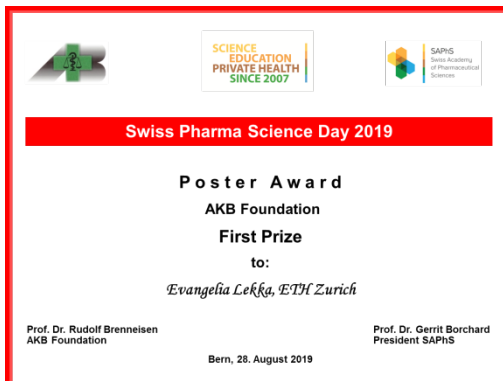 SCIENCE
EDUCATION
PRIVATE HEALTH
SINCE 2007
SAPhS
Swiss Academy
of Pharmaceutical
Sciences
Swiss Pharma Science Day 2019
Poster Award
AKB Foundation
First Prize
to:
Evangelia Lekka, ETH Zurich
Prof. Dr. Rudolf Brenneisen
AKB Foundation
Prof. Dr. Gerrit Borchard
President SAPhS
Bern, 28. August 2019